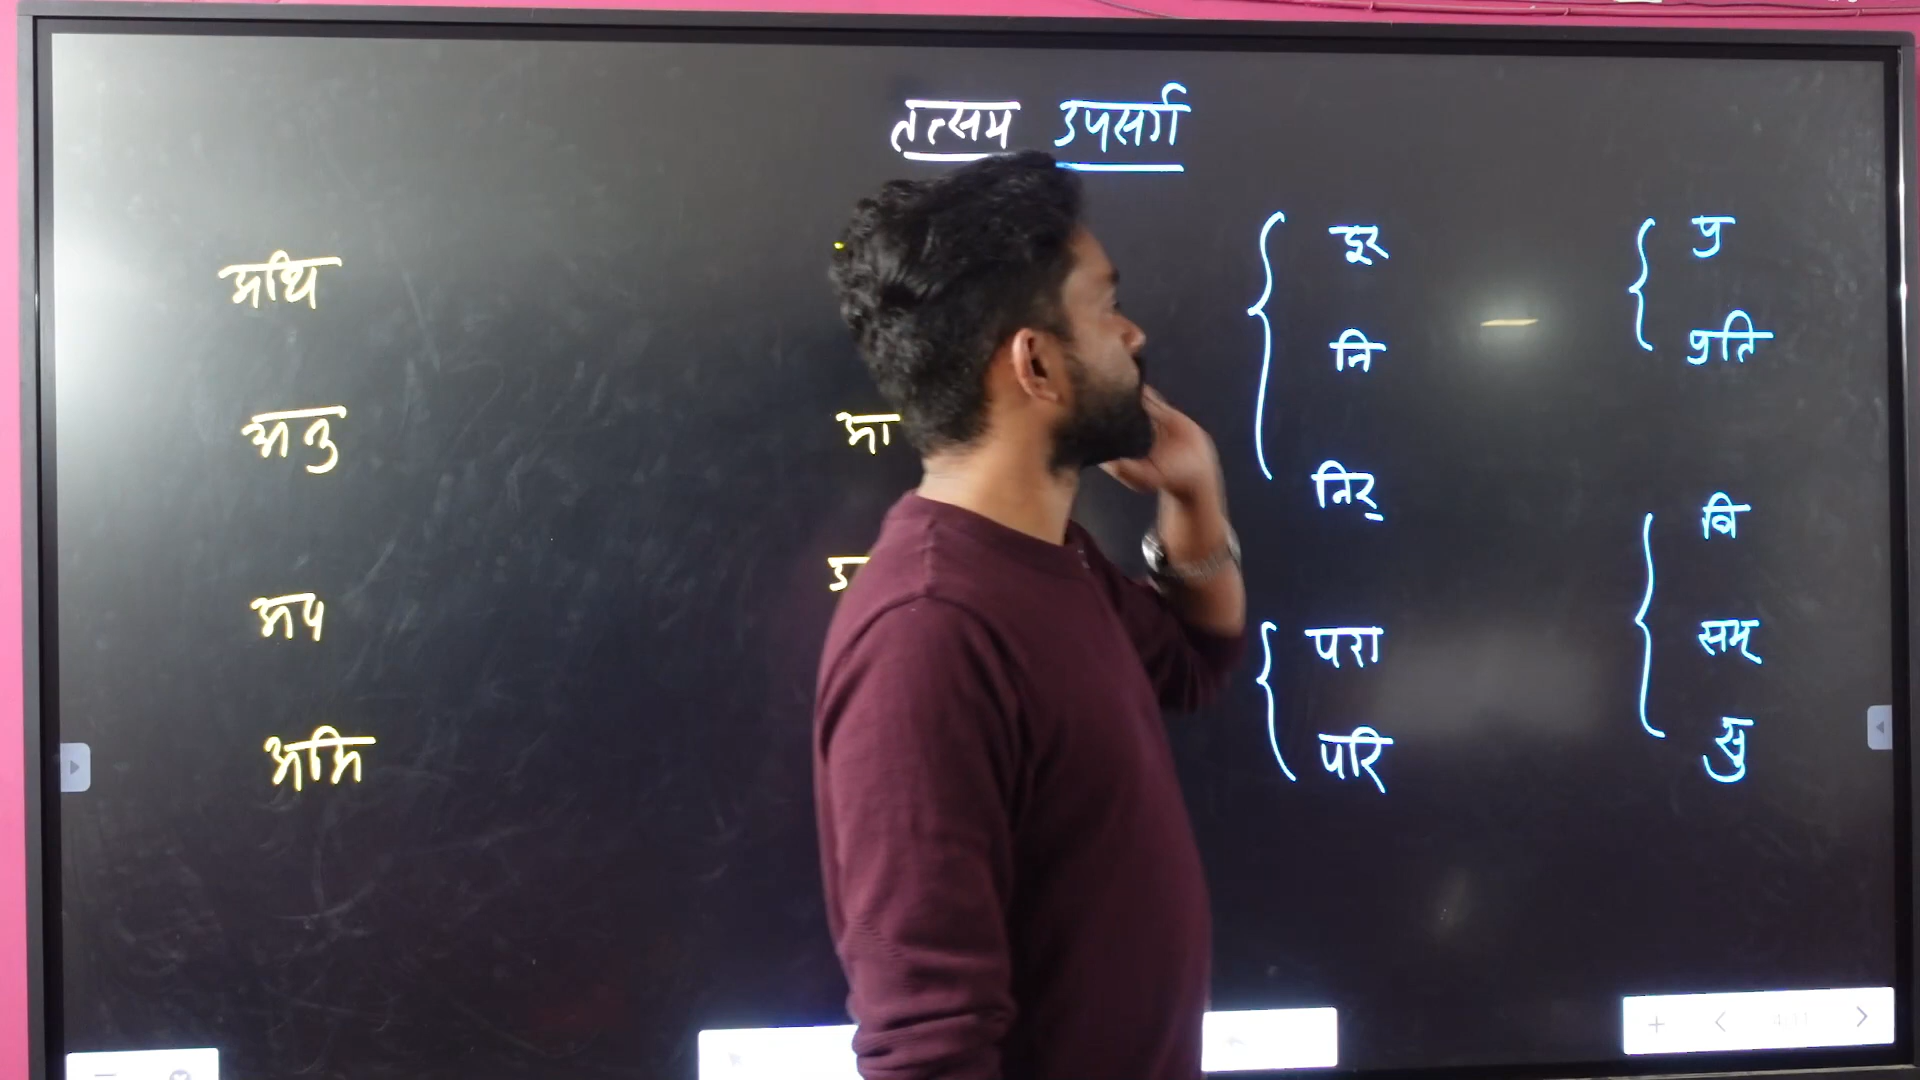 तत्सम उपसर्ग
अधि
अनु
अप
अभि
आ
दुर
नि
निर्
परा
परि
प्र
प्रति
वि
सम्
सु